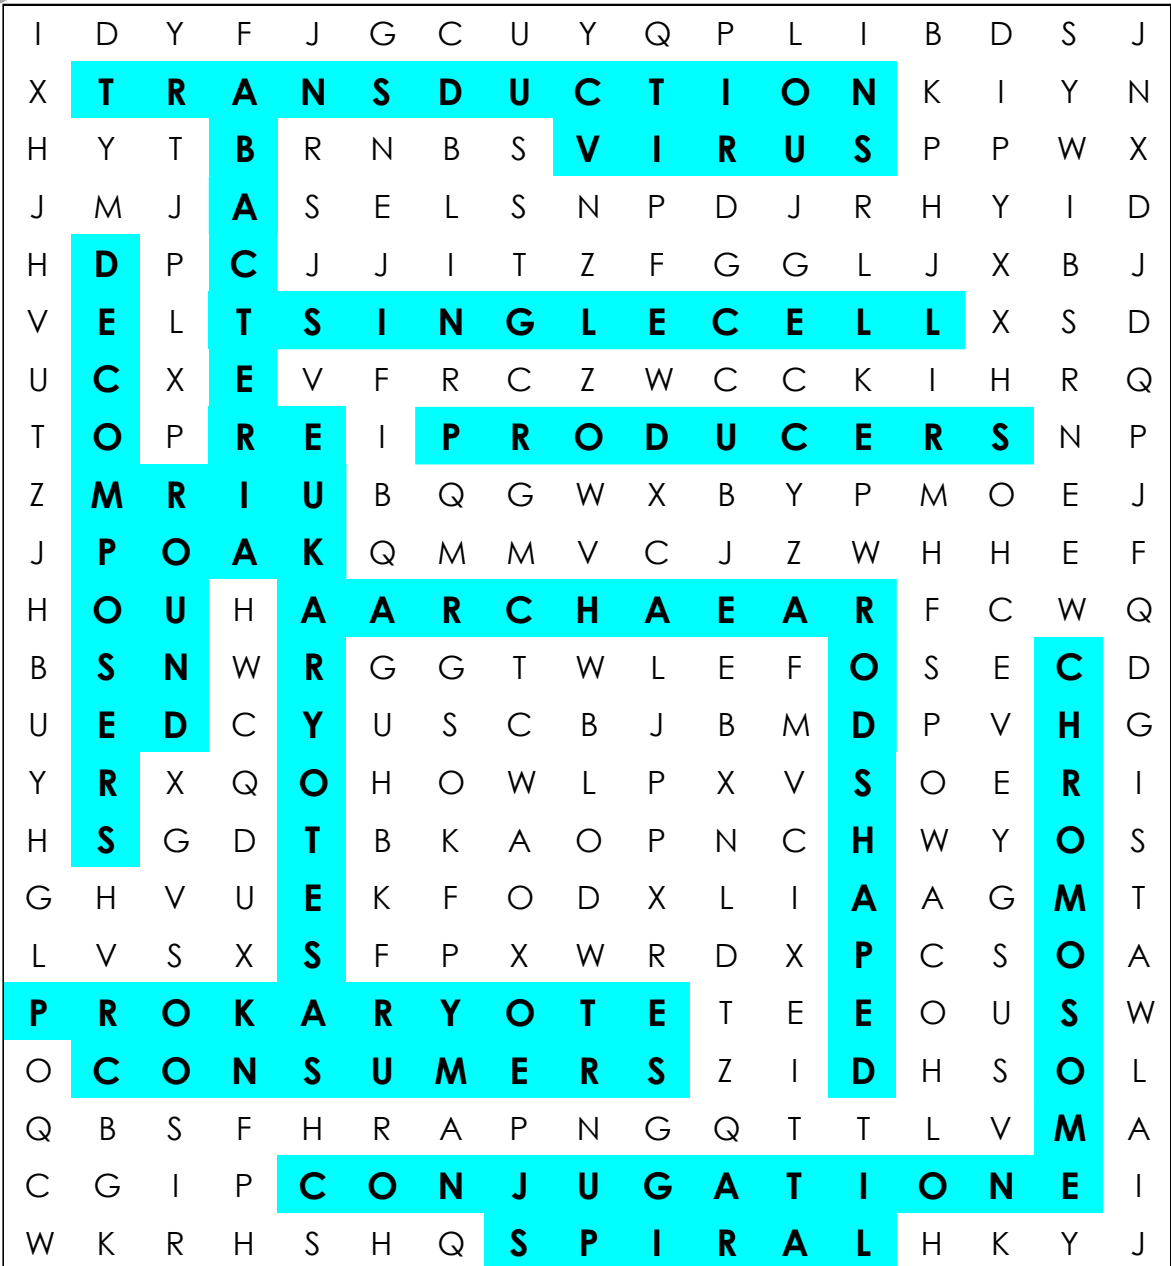 I D Y F J G C U Y Q P L I B D S J
X T R A N S D U C T I O N K I Y N
H Y T B R N B S V I R U S P P W X
J M J A S E L S N P D J R H Y I D
H D P C J J I T Z F G G L J X B J
V E L T S I N G L E C E L L X S D
U C X E V F R C Z W C C K I H R Q
T O P R E I P R O D U C E R S N P
Z M R I U B Q G W X B Y P M O E J
J P O A K Q M M V C J Z W H H E F
H O U H A A R C H A E A R F C W Q
B S N W R G G T W L E F O S E C D
U E D C Y U S C B J B M D P V H G
Y R X Q O H O W L P X V S O E R I
H S G D T B K A O P N C H W Y O S
G H V U E K F O D X L I A A G M T
L V S X S F P X W R D X P C S O A
P R O K A R Y O T E T E E O U S W
O C O N S U M E R S Z I D H S O L
Q B S F H R A P N G Q T T L V M A
C G I P C O N J U G A T I O N E I
W K R H S H Q S P I R A L H K Y J